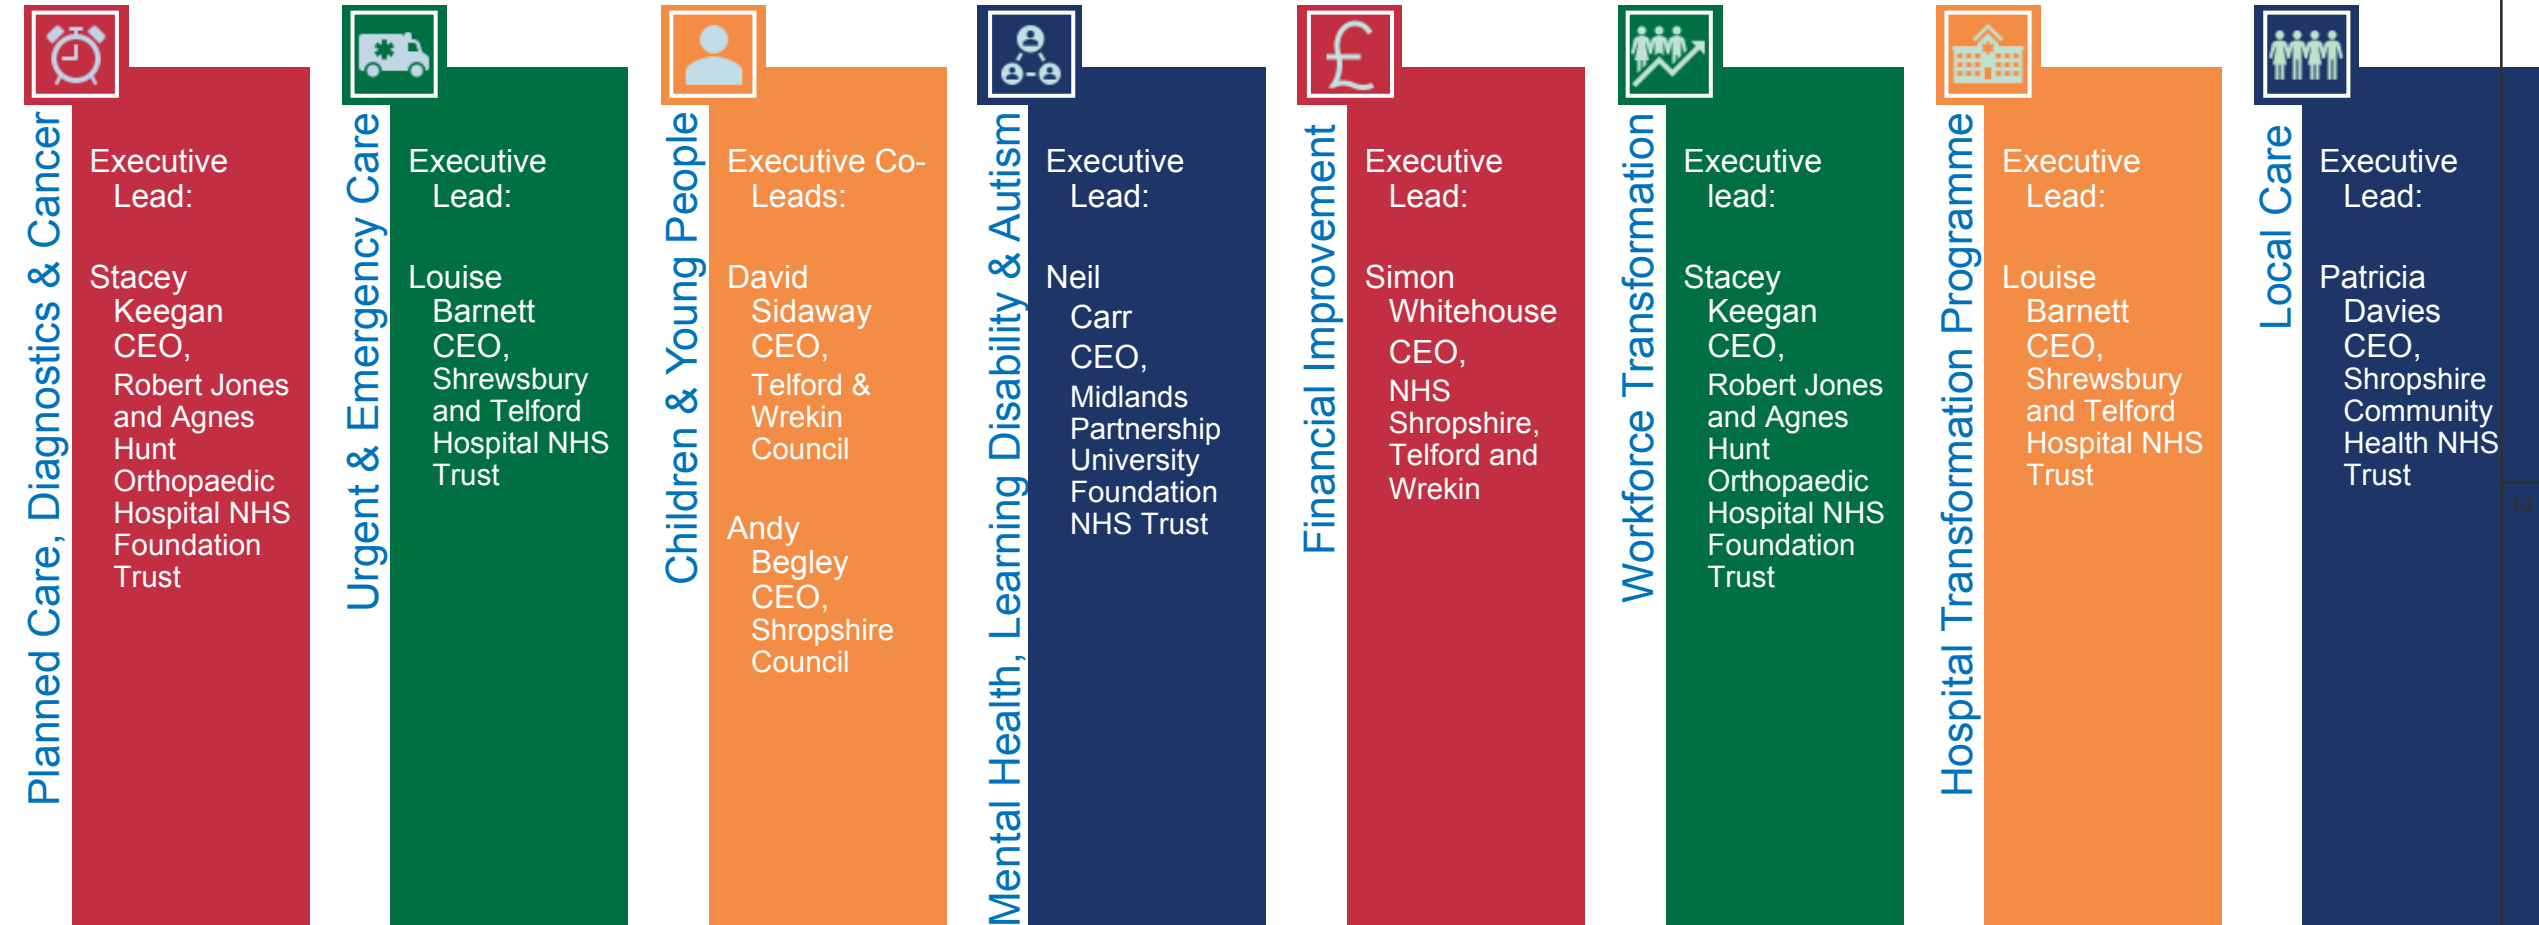 Planned Care, Diagnostics & Cancer
Executive
Lead:
Stacey
Keegan
CEO,
Robert Jones
and Agnes
Hunt
Orthopaedic
Hospital NHS
Foundation
Trust
Urgent & Emergency Care
Executive
Lead:
Louise
Barnett
CEO,
Shrewsbury
and Telford
Hospital NHS
Trust
Children & Young People
Executive Co-
Leads:
David
Sidaway
CEO,
Telford &
Wrekin
Council
Andy
Begley
CEO,
Shropshire
Council
Mental Health, Learning Disability & Autism
Executive
Lead:
Neil
Carr
CEO,
Midlands
Partnership
University
Foundation
NHS Trust
Financial Improvement
£
Executive
Lead:
Simon
Whitehouse
CEO,
NHS
Shropshire,
Telford and
Wrekin
Workforce Transformation
Executive
lead:
Stacey
Keegan
CEO,
Robert Jones
and Agnes
Hunt
Orthopaedic
Hospital NHS
Foundation
Trust
Hospital Transformation Programme
Executive
Lead:
Louise
Barnett
CEO,
Shrewsbury
and Telford
Hospital NHS
Trust
Local Care
Executive
Lead:
Patricia
Davies
CEO,
Shropshire
Community
Health NHS
Trust
2